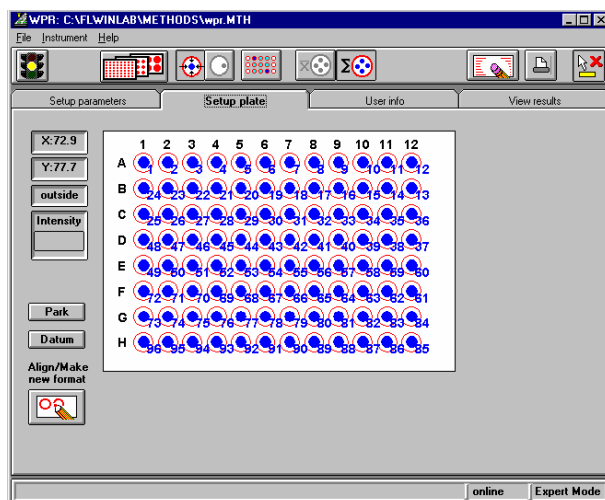 WPR: C:\FLWINLAB\METHODS\wpr.MTH
File Instrument Help
Setup parameters Setup plate User info View results
X:72.9
Y:77.7
outside
Intensity
Park
Datum
Align/Make
new format
1 2 3 4 5 6 7 8 9 10 11 12
A 1 2 3 4 5 6 7 8 9 10 11 12
B 24 23 22 21 20 19 18 17 16 15 14 13
C 25 26 27 28 29 30 31 32 33 34 35 36
D 48 47 46 45 44 43 42 41 40 39 38 37
E 49 50 51 52 53 54 55 56 57 58 59 60
F 72 71 70 69 68 67 66 65 64 63 62 61
G 73 74 75 76 77 78 79 80 81 82 83 84
H 96 95 94 93 92 91 90 89 88 87 86 85
online Expert Mode